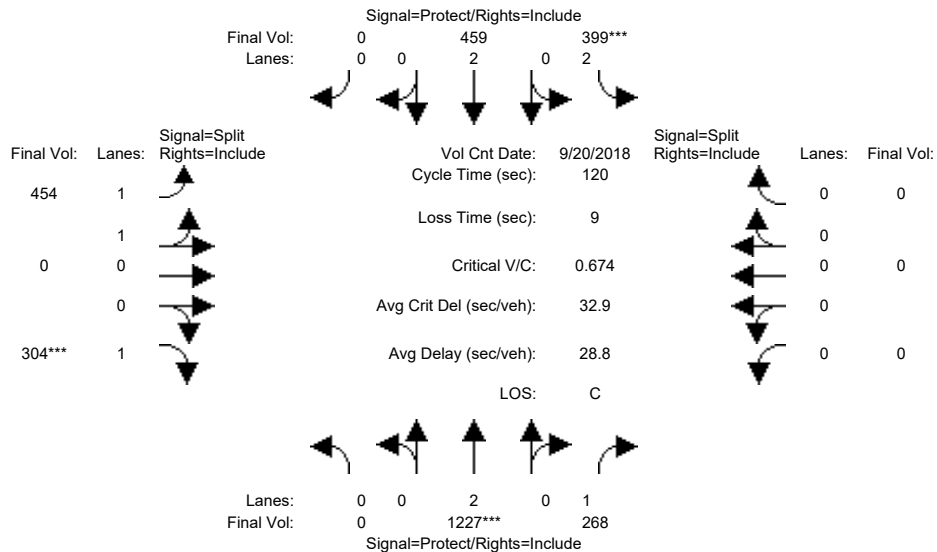 Signal=Protect/Rights=Include
Final Vol: 0 459 399***
Lanes: 0 0 2 0 2
Signal=Split Signal=Split
Final Vol: Lanes: Rights=Include Vol Cnt Date: 9/20/2018 Rights=Include Lanes: Final Vol:
Cycle Time (sec): 120
454 1 0 0
Loss Time (sec): 9
1 0
0 0 Critical V/C: 0.674 0 0
0 Avg Crit Del (sec/veh): 32.9 0
304*** 1 Avg Delay (sec/veh): 28.8 0 0
LOS: C
Lanes: 0 0 2 0 1
Final Vol: 0 1227*** 268
Signal=Protect/Rights=Include